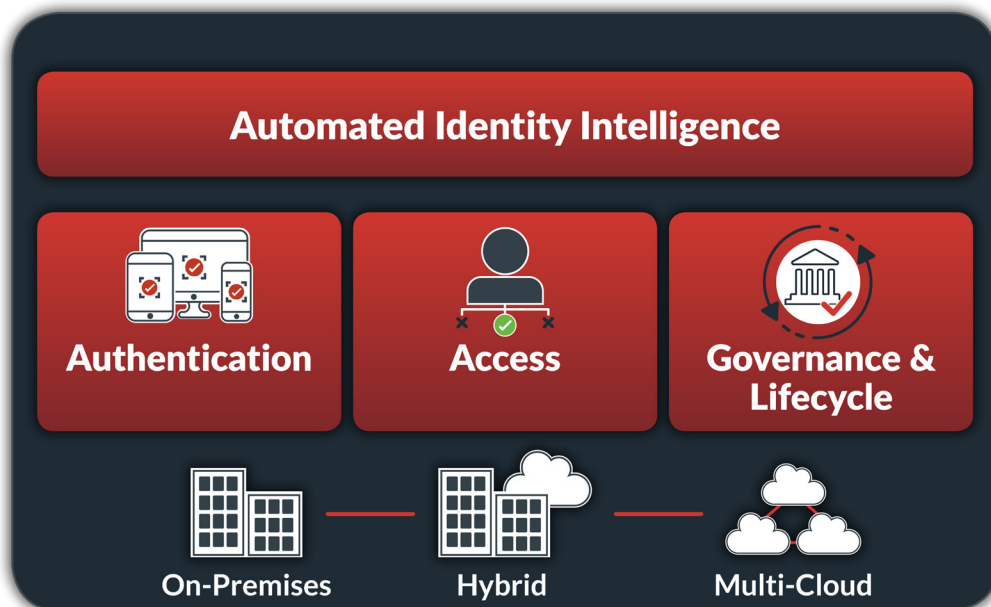 Automated Identity Intelligence
Authentication
Access
Governance &
Lifecycle
On-Premises
Hybrid
Multi-Cloud